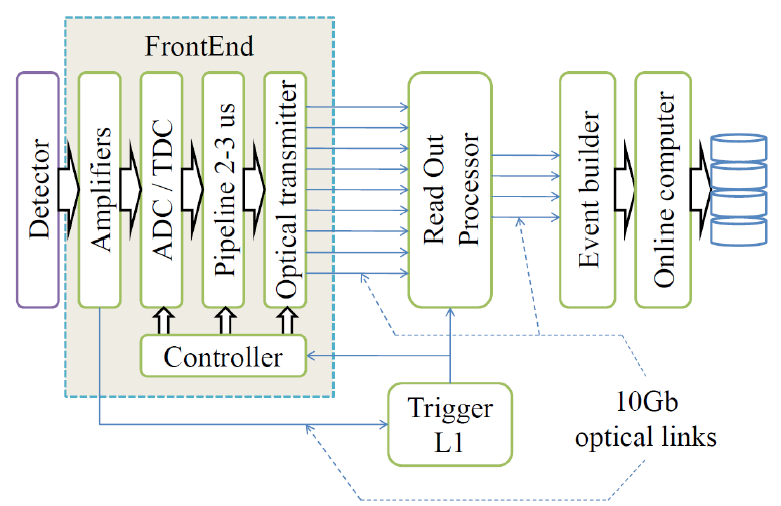 FrontEnd
Detector
Amplifiers
ADC / TDC
Pipeline 2-3 us
Optical transmitter
Read Out
Processor
Event builder
Online computer
Controller
Trigger
L1
10Gb
optical links